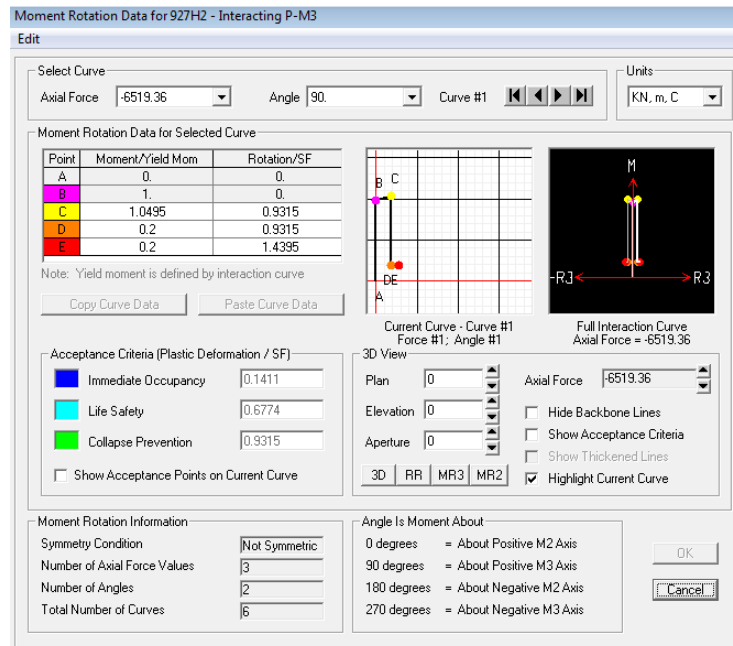 Moment Rotation Data for 927H2 - Interacting P-M3
Edit
Select Curve
Axial Force -6519.36 Angle 90. Curve #1
Units
KN, m, C
Moment Rotation Data for Selected Curve
Point Moment/Yield Mom Rotation/SF
A 0. 0.
B 1. 0.
C 1.0495 0.9315
D 0.2 0.9315
E 0.2 1.4395
Note: Yield moment is defined by interaction curve
Copy Curve Data Paste Curve Data
B C
DE
A
Current Curve - Curve #1
Force #1; Angle #1
M
-R3 R3
Full Interaction Curve
Axial Force = -6519.36
Acceptance Criteria (Plastic Deformation / SF)
Immediate Occupancy 0.1411
Life Safety 0.6774
Collapse Prevention 0.9315
Show Acceptance Points on Current Curve
3D View
Plan 0
Elevation 0
Aperture 0
3D RR MR3 MR2
Axial Force -6519.36
Hide Backbone Lines
Show Acceptance Criteria
Show Thickened Lines
Highlight Current Curve
Moment Rotation Information
Symmetry Condition Not Symmetric
Number of Axial Force Values 3
Number of Angles 2
Total Number of Curves 6
Angle Is Moment About
0 degrees = About Positive M2 Axis
90 degrees = About Positive M3 Axis
180 degrees = About Negative M2 Axis
270 degrees = About Negative M3 Axis
OK
Cancel